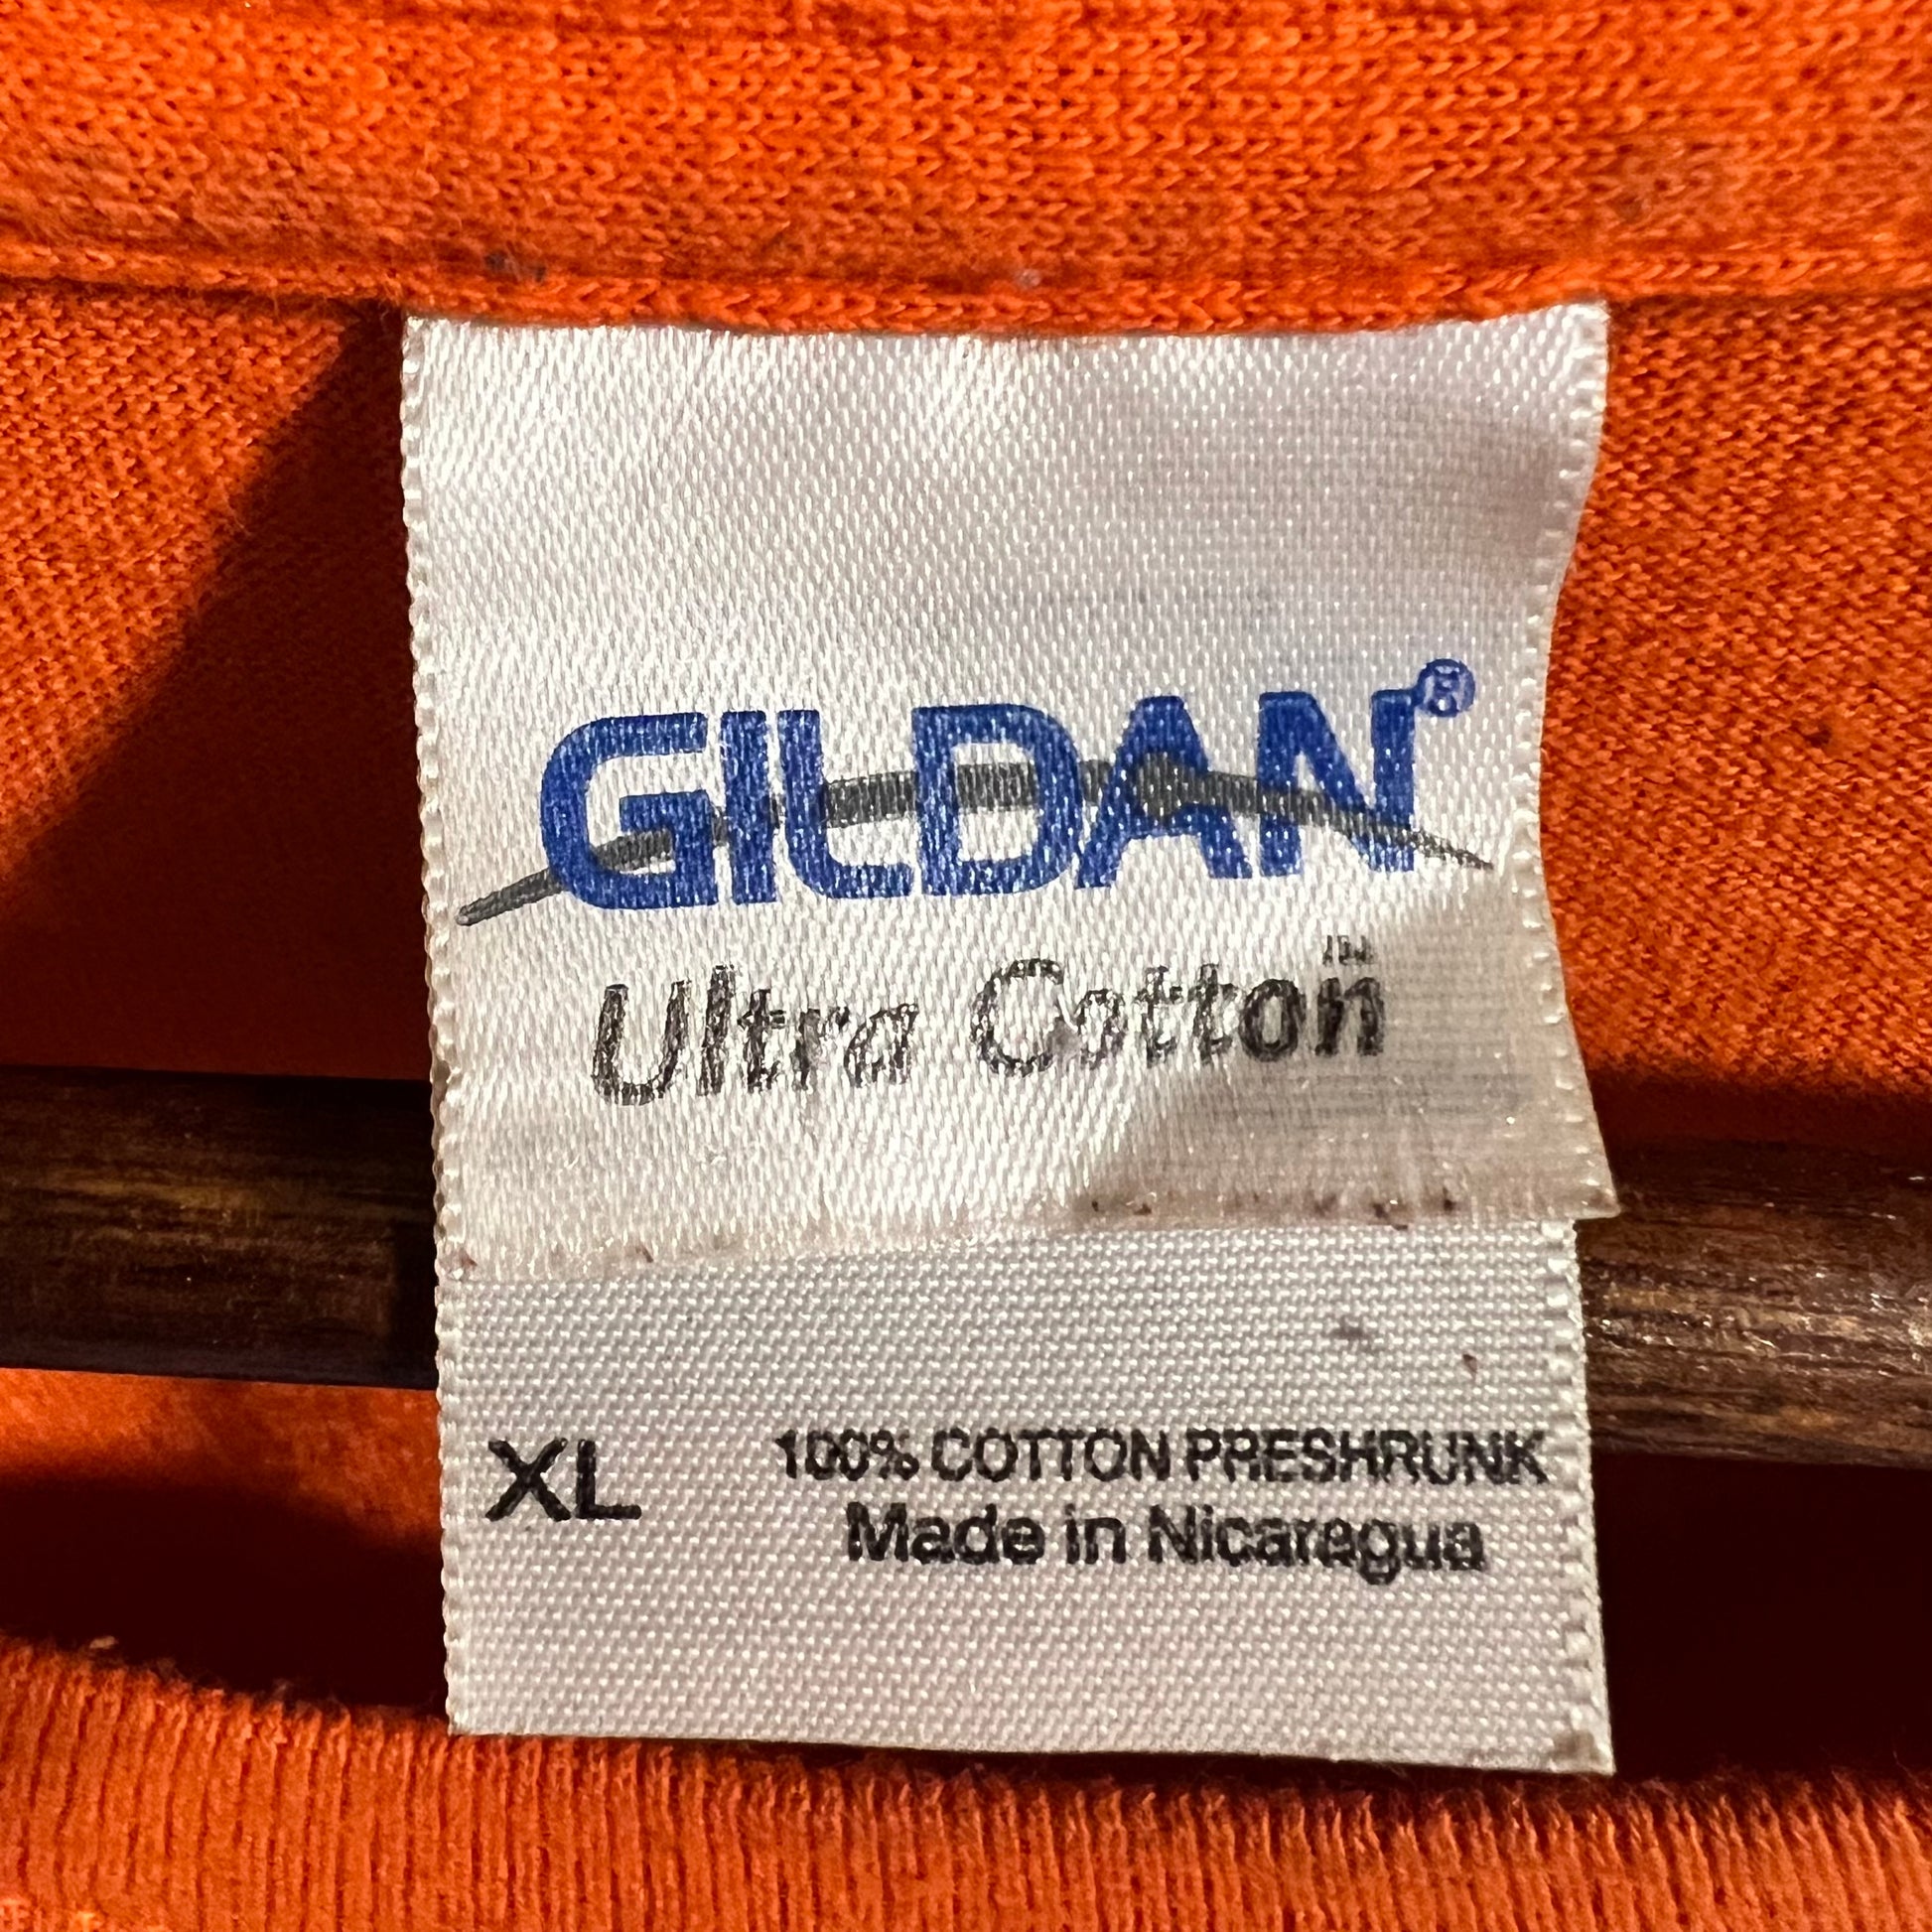 GILDAN®
Ultra Cotton™
XL
100% COTTON PRESHRUNK
Made in Nicaragua